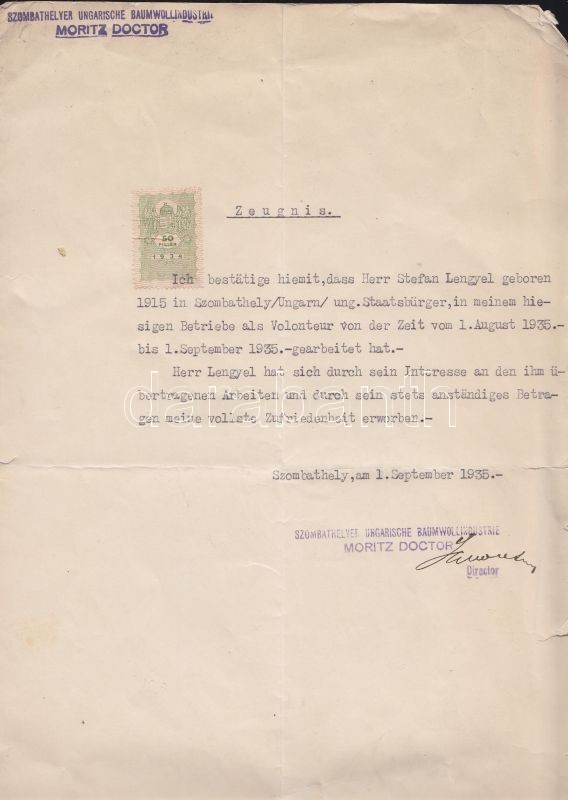 SZOMBATHELYER UNGARISCHE BAUMWOLLINDUSTRIE
MORITZ DOCTOR
Zeugnis.
50
FILLÉR
1934
Ich bestätige hiemit,dass Herr Stefan Lengyel geboren
1915 in Szombathely/Ungarn/ ung.Staatsbürger,in meinem hie-
sigen Betriebe als Volonteur von der Zeit vom 1.August 1935.-
bis 1.September 1935.-gearbeitet hat.-
Herr Lengyel hat sich durch sein Interesse an den ihm ü-
bertragenen Arbeiten und durch sein stets anständiges Betra-
gen meine vollste Zufriedenheit erworben.-
darabanth
Szombathely,am 1.September 1935.-
SZOMBATHELYER UNGARISCHE BAUMWOLLINDUSTRIE
MORITZ DOCTOR
Director